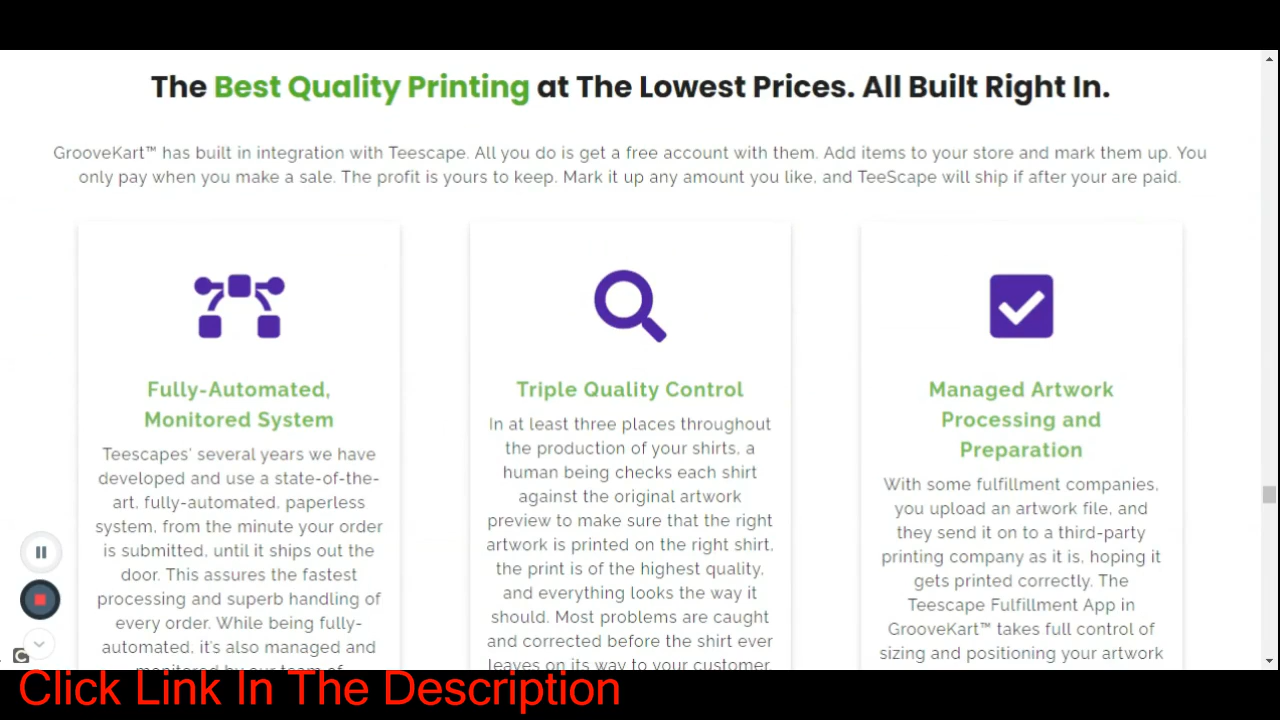 The Best Quality Printing at The Lowest Prices. All Built Right In.
GrooveKart™ has built in integration with Teescape. All you do is get a free account with them. Add items to your store and mark them up. You
only pay when you make a sale. The profit is yours to keep. Mark it up any amount you like, and TeeScape will ship if after your are paid.
Fully-Automated,
Monitored System
Teescapes' several years we have
developed and use a state-of-the-
art, fully-automated, paperless
system, from the minute your order
is submitted, until it ships out the
door. This assures the fastest
processing and superb handling of
every order. While being fully-
automated, it's also managed and
monitored by our team of
Triple Quality Control
In at least three places throughout
the production of your shirts, a
human being checks each shirt
against the original artwork
preview to make sure that the right
artwork is printed on the right shirt,
the print is of the highest quality,
and everything looks the way it
should. Most problems are caught
and corrected before the shirt ever
leaves on its way to your customer.
Managed Artwork
Processing and
Preparation
With some fulfillment companies,
you upload an artwork file, and
they send it on to a third-party
printing company as it is, hoping it
gets printed correctly. The
Teescape Fulfillment App in
GrooveKart™ takes full control of
sizing and positioning your artwork
Click Link In The Description